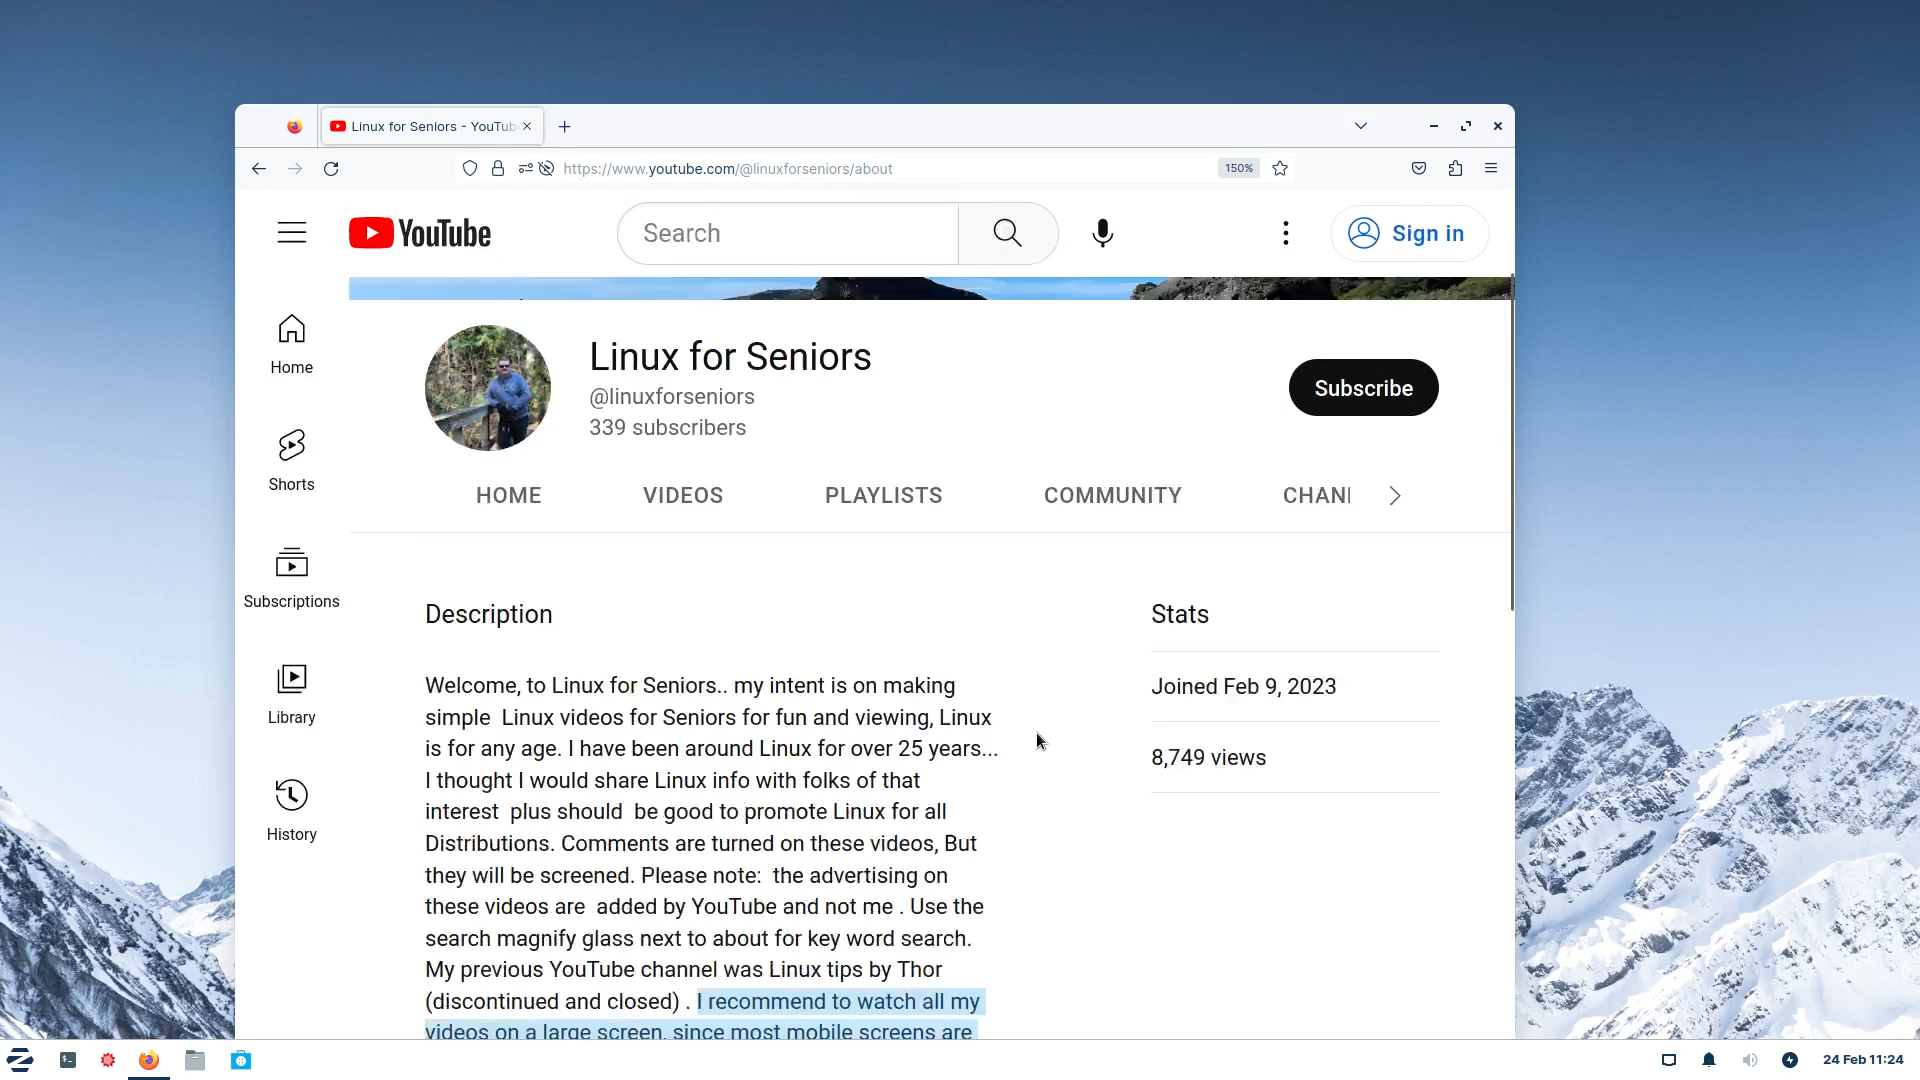 Linux for Seniors - YouTub
https://www.youtube.com/@linuxforseniors/about
150%
YouTube
Search
Sign in
Home
Shorts
Subscriptions
Library
History
Linux for Seniors
@linuxforseniors
339 subscribers
Subscribe
HOME
VIDEOS
PLAYLISTS
COMMUNITY
CHAN
Description
Welcome, to Linux for Seniors.. my intent is on making
simple  Linux videos for Seniors for fun and viewing, Linux
is for any age. I have been around Linux for over 25 years...
I thought I would share Linux info with folks of that
interest  plus should  be good to promote Linux for all
Distributions. Comments are turned on these videos, But
they will be screened. Please note:  the advertising on
these videos are  added by YouTube and not me . Use the
search magnify glass next to about for key word search.
My previous YouTube channel was Linux tips by Thor
(discontinued and closed) . I recommend to watch all my
videos on a large screen, since most mobile screens are
Stats
Joined Feb 9, 2023
8,749 views
24 Feb 11:24